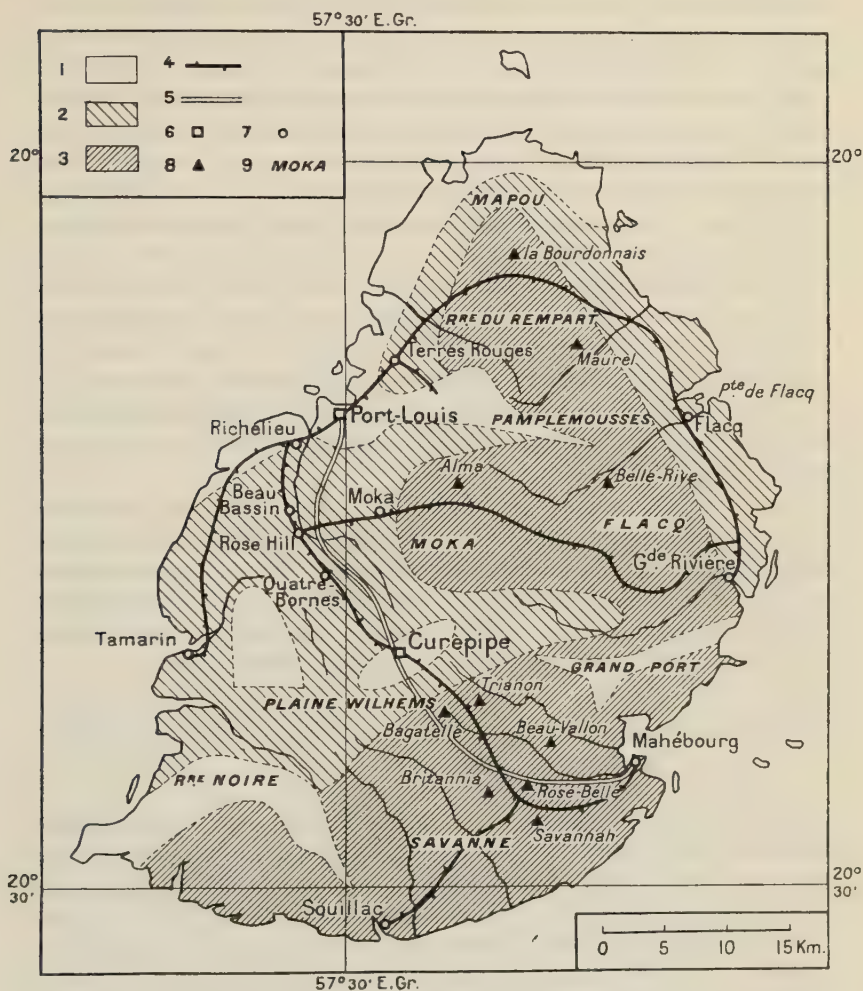 57° 30' E.Gr.
1 4
5
2 6 7
3 8 9 MOKA
20° 20°
MAPOU
la Bourdonnais
RRE DU REMPART
Terres Rouges
Maurel
Pte de Flacq
Port-Louis
PAMPLEMOUSSES
Flacq
Richelieu
Alma
Belle-Rive
Beau-
Bassin
Moka
FLACQ
Rose Hill
MOKA
Gde Rivière
Quatre-
Bornes
Tamarin
Curepipe
GRAND PORT
Trianon
PLAINE WILHEMS
Bagatelle
Beau-Vallon
Mahébourg
RRE NOIRE
Britannia
Rose-Belle
Savannah
SAVANNE
20° 20°
30' 30'
Souillac
0 5 10 15 Km.
57° 30' E.Gr.